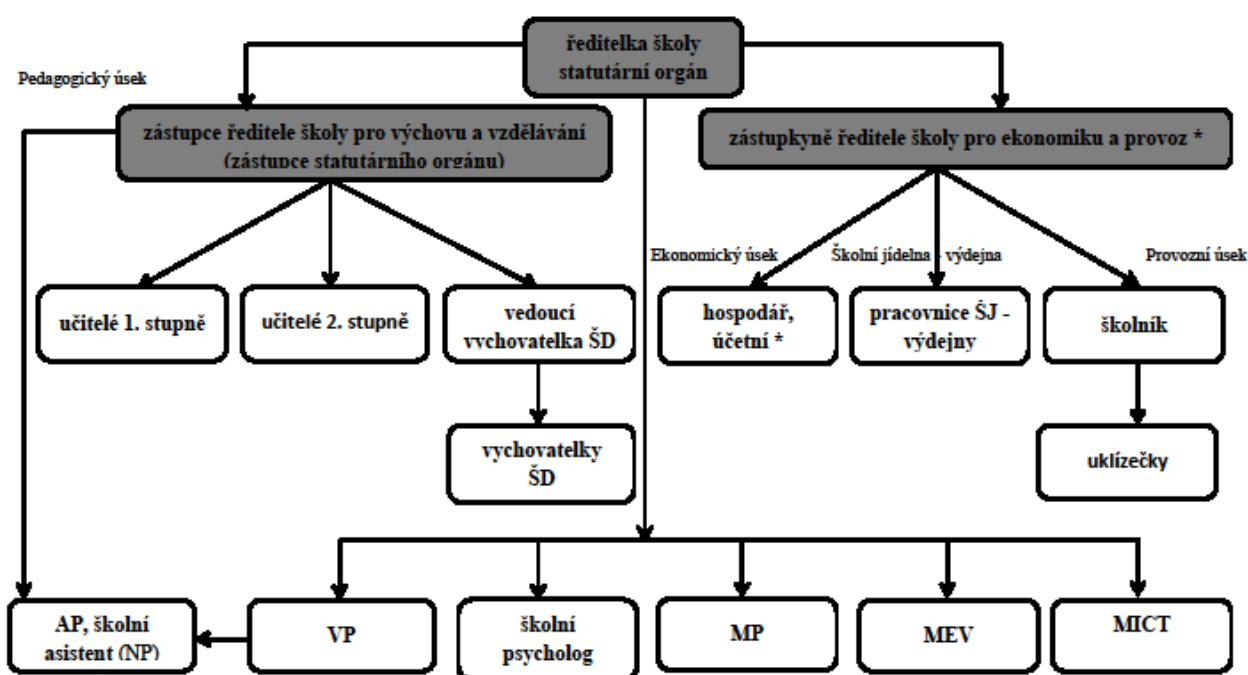 ředitelka školy
statutární orgán
Pedagogický úsek
zástupce ředitele školy pro výchovu a vzdělávání
(zástupce statutárního orgánu)
zástupkyně ředitele školy pro ekonomiku a provoz *
Ekonomický úsek
Školní jídelna - výdejna
Provozní úsek
učitelé 1. stupně
učitelé 2. stupně
vedoucí
vychovatelka ŠD
hospodář,
účetní *
pracovnice ŠJ -
výdejny
školník
vychovatelky
ŠD
uklízečky
AP, školní
asistent (NP)
VP
školní
psycholog
MP
MEV
MICT